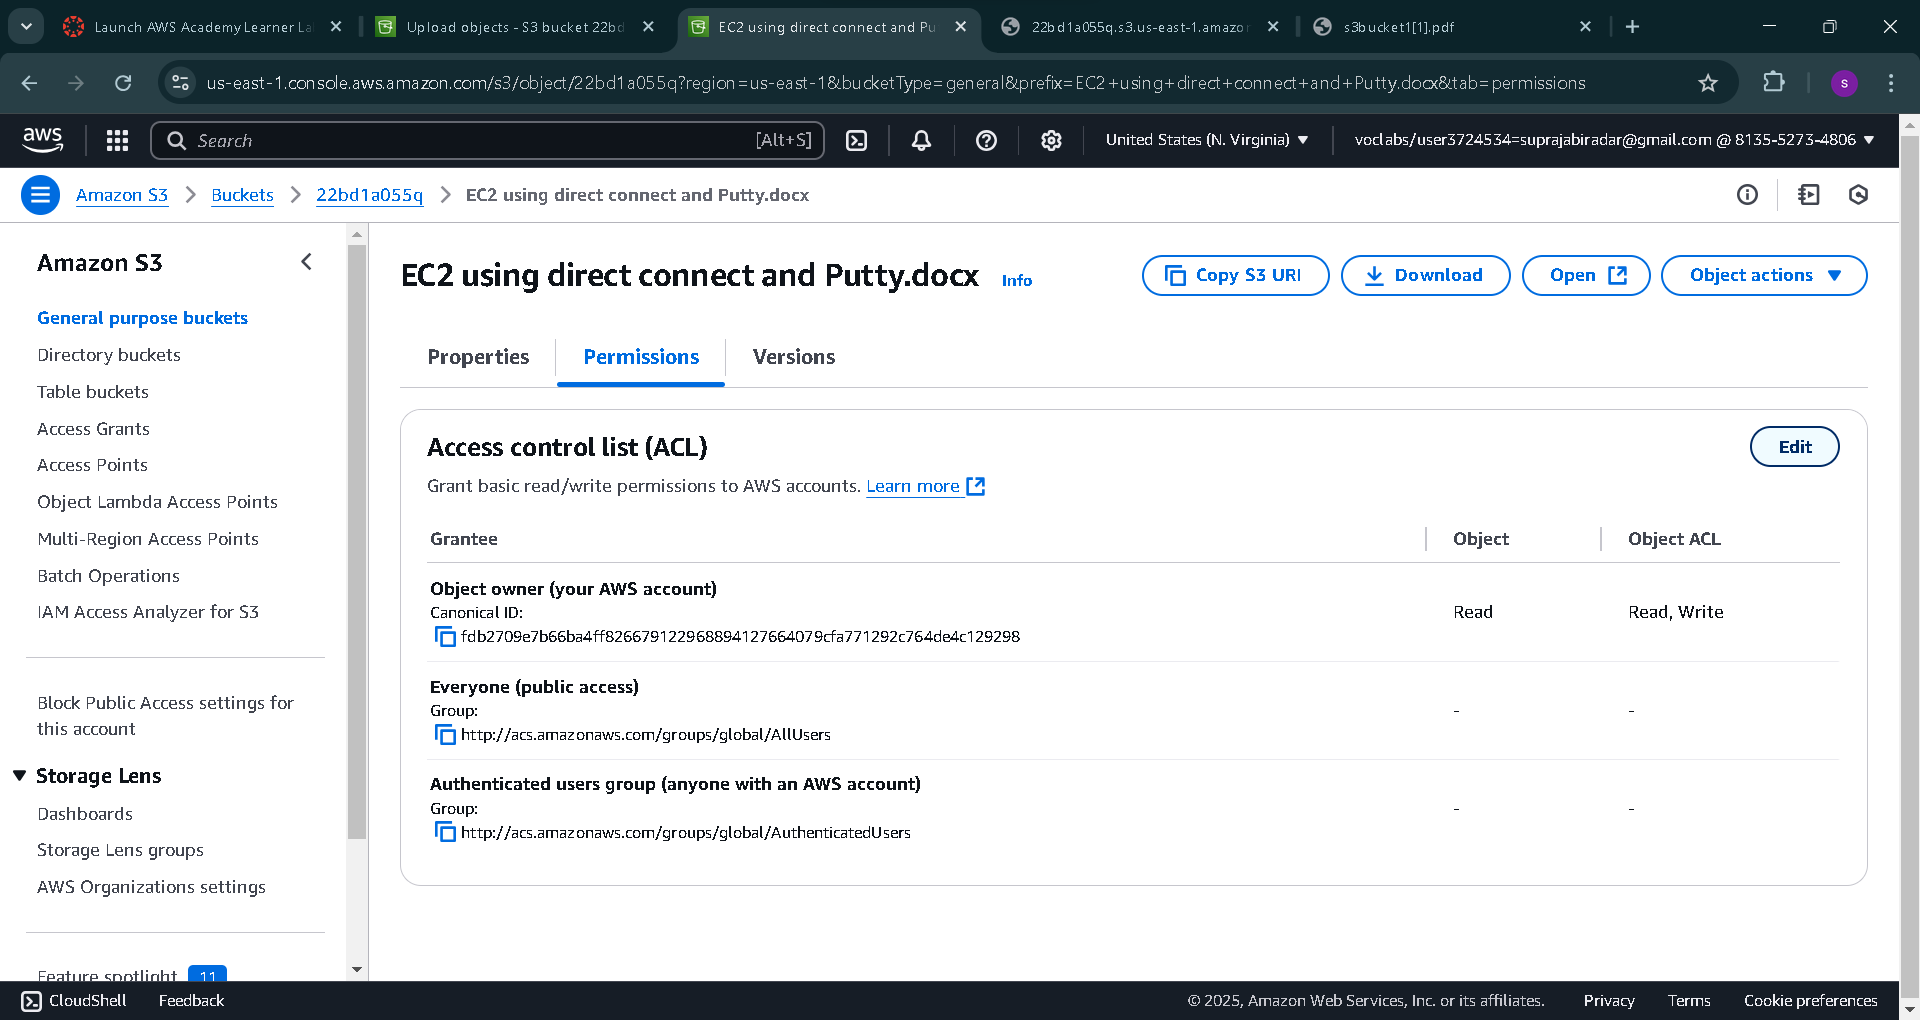 Launch AWS Academy Learner La
Upload objects - S3 bucket 22bd
EC2 using direct connect and Pu
22bd1a055q.s3.us-east-1.amazon
s3bucket1[1].pdf
us-east-1.console.aws.amazon.com/s3/object/22bd1a055q?region=us-east-1&bucketType=general&prefix=EC2+using+direct+connect+and+Putty.docx&tab=permissions
s
aws
Search
[Alt+S]
United States (N. Virginia)
voclabs/user3724534=suprajabiradar@gmail.com @ 8135-5273-4806
Amazon S3
Buckets
22bd1a055q
EC2 using direct connect and Putty.docx
Amazon S3
General purpose buckets
Directory buckets
Table buckets
Access Grants
Access Points
Object Lambda Access Points
Multi-Region Access Points
Batch Operations
IAM Access Analyzer for S3
Block Public Access settings for
this account
Storage Lens
Dashboards
Storage Lens groups
AWS Organizations settings
Feature spotlight 11
EC2 using direct connect and Putty.docx Info
Copy S3 URI
Download
Open
Object actions
Properties
Permissions
Versions
Access control list (ACL)
Edit
Grant basic read/write permissions to AWS accounts. Learn more
Grantee
Object
Object ACL
Object owner (your AWS account)
Canonical ID:
fdb2709e7b66ba4ff8266791229688941276640​79cfa771292c764de4c129298
Read
Read, Write
Everyone (public access)
Group:
http://acs.amazonaws.com/groups/global/AllUsers
-
-
Authenticated users group (anyone with an AWS account)
Group:
http://acs.amazonaws.com/groups/global/AuthenticatedUsers
-
-
CloudShell
Feedback
© 2025, Amazon Web Services, Inc. or its affiliates.
Privacy
Terms
Cookie preferences